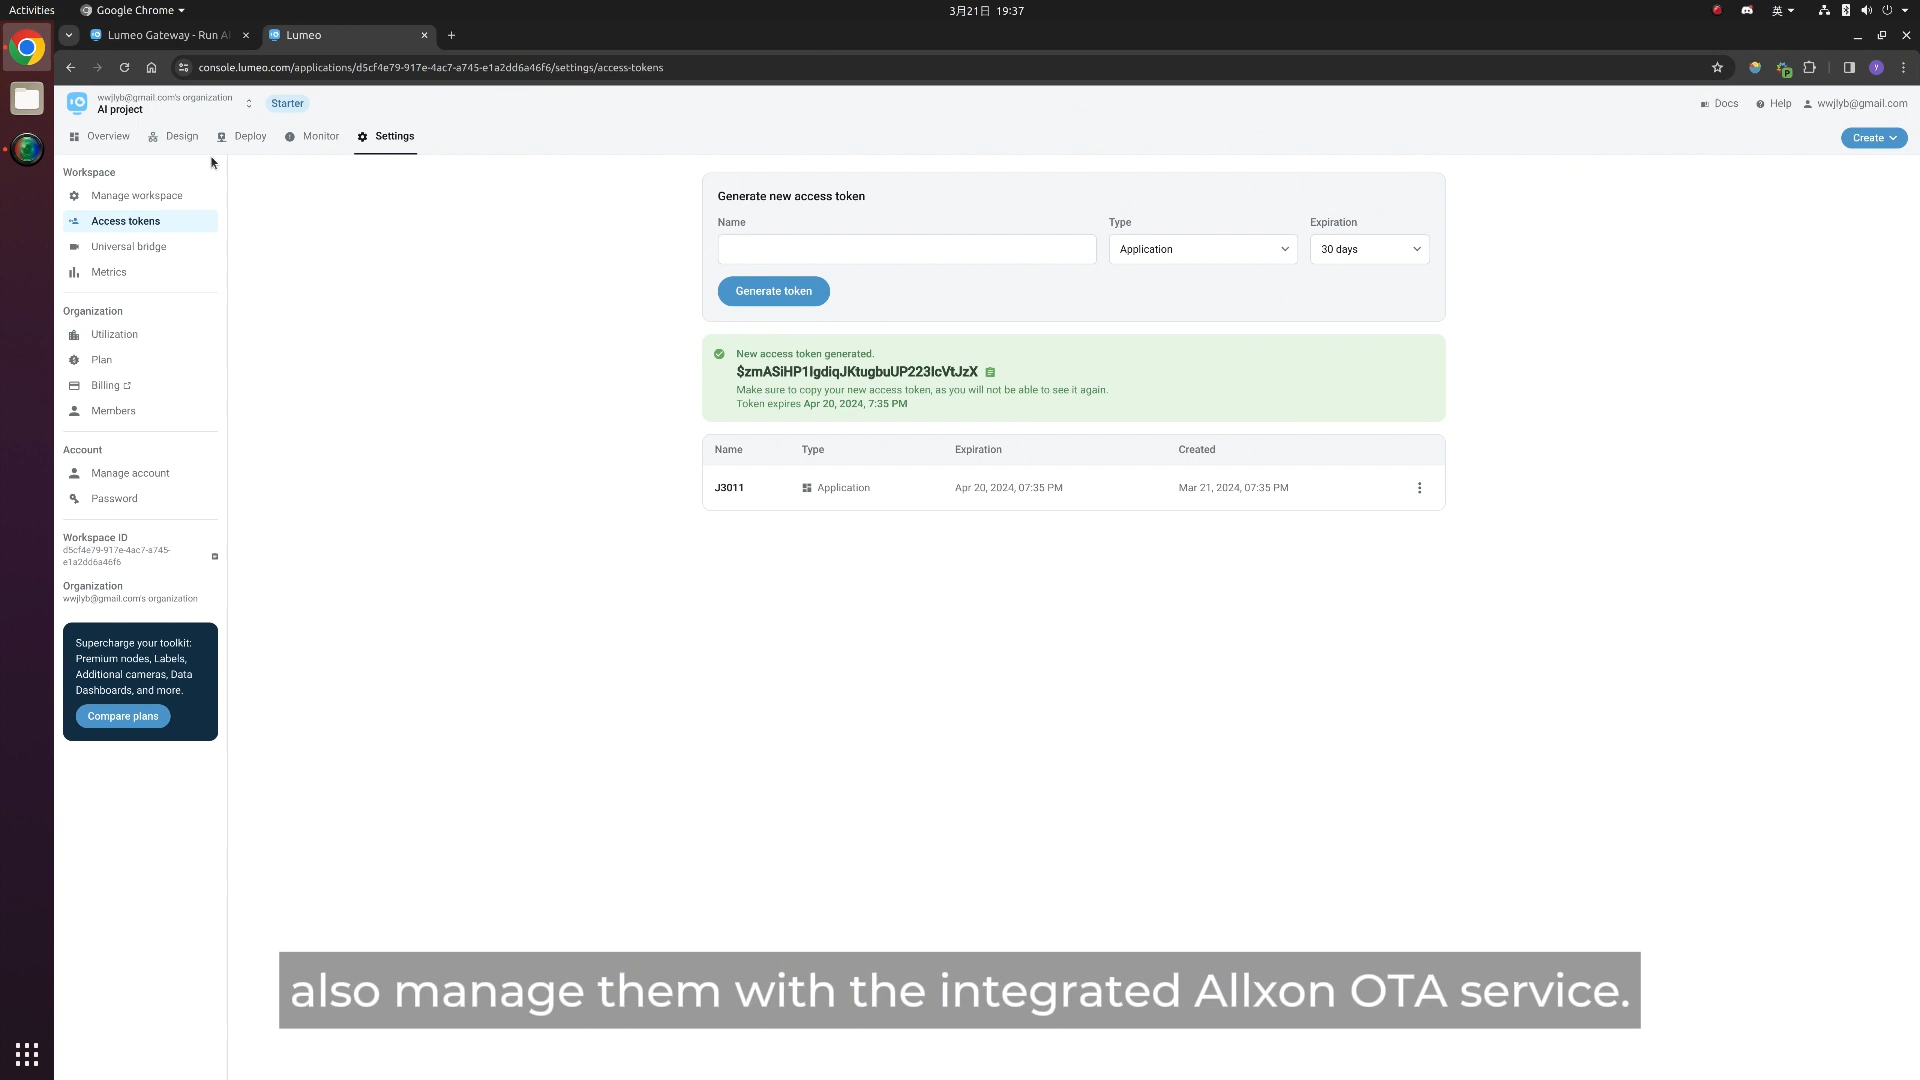 Activities
Google Chrome
3月21日 19:37
英
Lumeo Gateway - Run AI
Lumeo
console.lumeo.com/applications/d5cf4e79-917e-4ac7-a745-e1a2dd6a46f6/settings/access-tokens
wwjlyb@gmail.com's organization
AI project
Starter
Docs
Help
wwjlyb@gmail.com
Overview
Design
Deploy
Monitor
Settings
Create
Workspace
Manage workspace
Access tokens
Universal bridge
Metrics
Organization
Utilization
Plan
Billing
Members
Account
Manage account
Password
Workspace ID
d5cf4e79-917e-4ac7-a745-
e1a2dd6a46f6
Organization
wwjlyb@gmail.com's organization
Supercharge your toolkit:
Premium nodes, Labels,
Additional cameras, Data
Dashboards, and more.
Compare plans
Generate new access token
Name
Type
Expiration
Application
30 days
Generate token
New access token generated.
Make sure to copy your new access token, as you will not be able to see it again.
Token expires Apr 20, 2024, 7:35 PM
Name Type Expiration Created
J3011 Application Apr 20, 2024, 07:35 PM Mar 21, 2024, 07:35 PM
also manage them with the integrated Allxon OTA service.